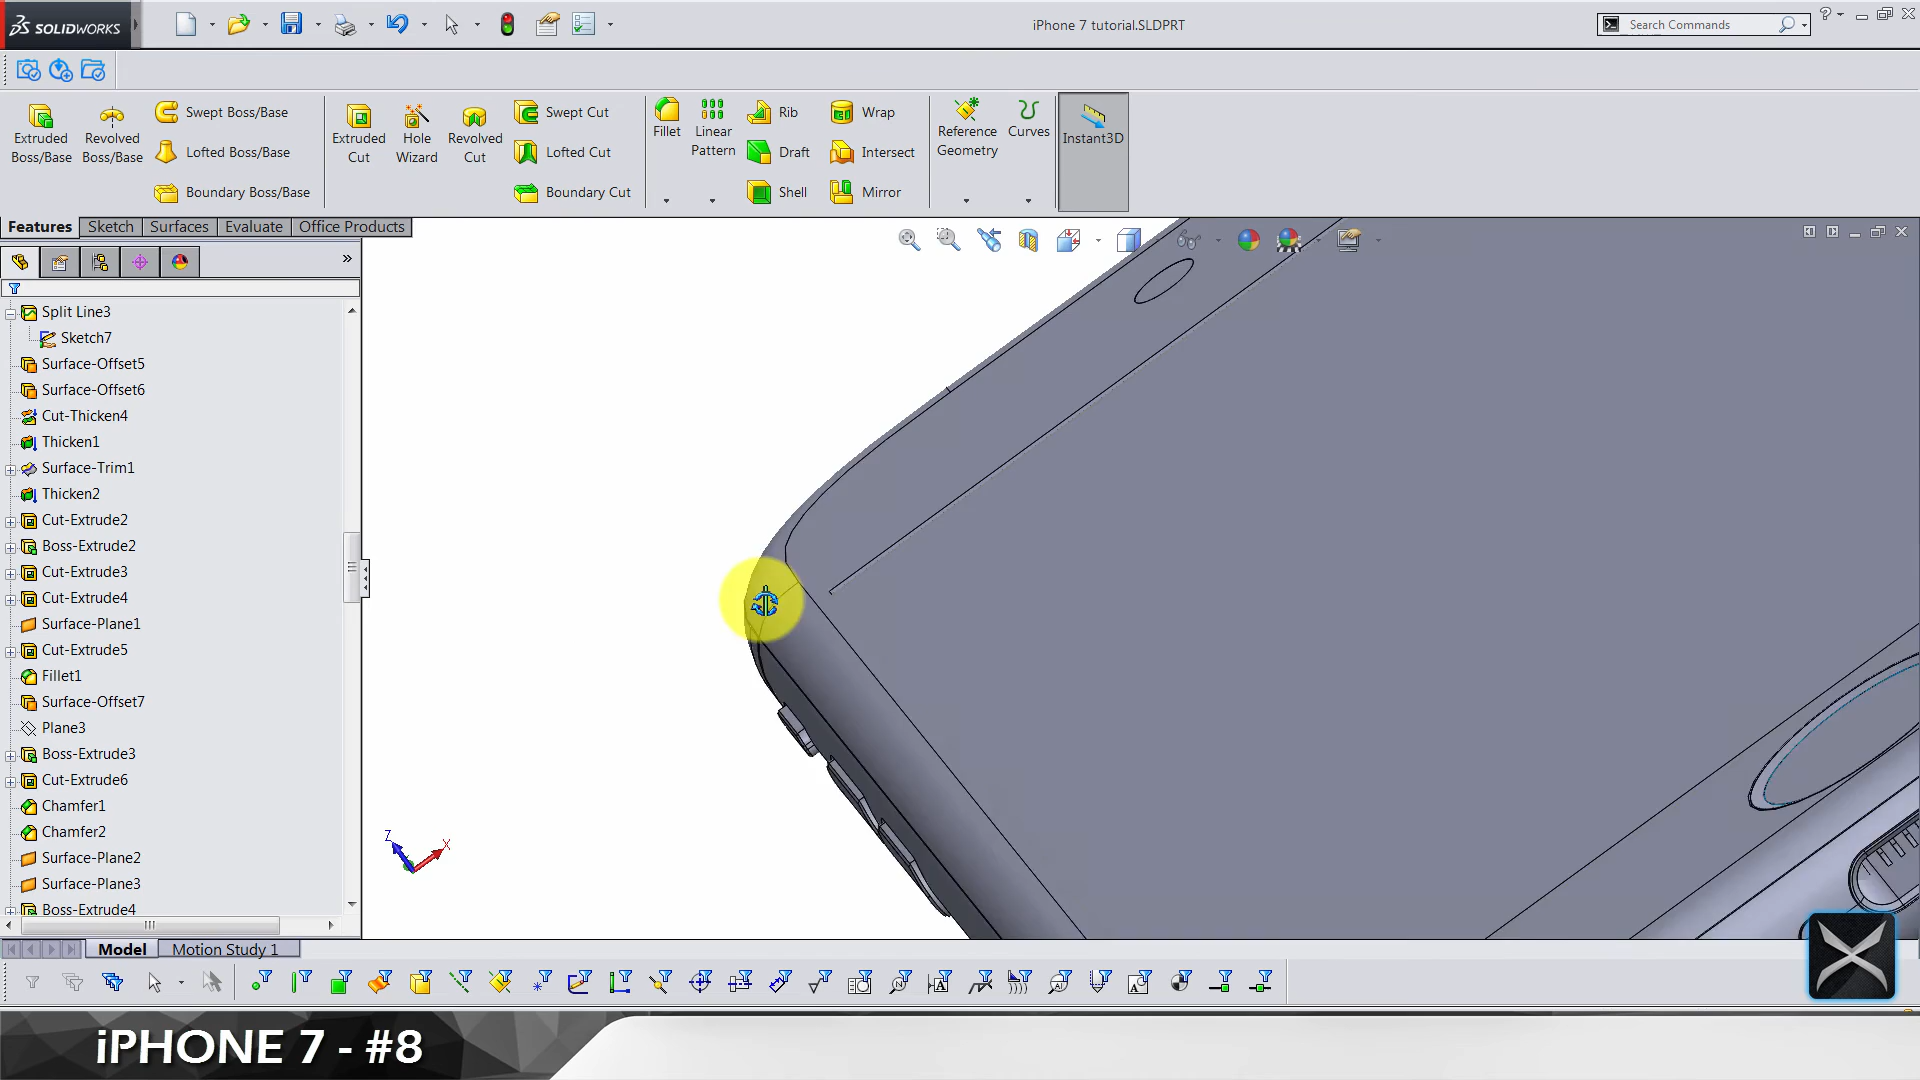 SOLIDWORKS
iPhone 7 tutorial.SLDPRT
Search Commands
?
Extruded Boss/Base
Revolved Boss/Base
Swept Boss/Base
Lofted Boss/Base
Boundary Boss/Base
Extruded Cut
Hole Wizard
Revolved Cut
Swept Cut
Lofted Cut
Boundary Cut
Fillet
Linear Pattern
Rib
Draft
Shell
Wrap
Intersect
Mirror
Reference Geometry
Curves
Instant3D
Features
Sketch
Surfaces
Evaluate
Office Products
Split Line3
Sketch7
Surface-Offset5
Surface-Offset6
Cut-Thicken4
Thicken1
Surface-Trim1
Thicken2
Cut-Extrude2
Boss-Extrude2
Cut-Extrude3
Cut-Extrude4
Surface-Plane1
Cut-Extrude5
Fillet1
Surface-Offset7
Plane3
Boss-Extrude3
Cut-Extrude6
Chamfer1
Chamfer2
Surface-Plane2
Surface-Plane3
Boss-Extrude4
Z
X
Model
Motion Study 1
iPHONE 7 - #8